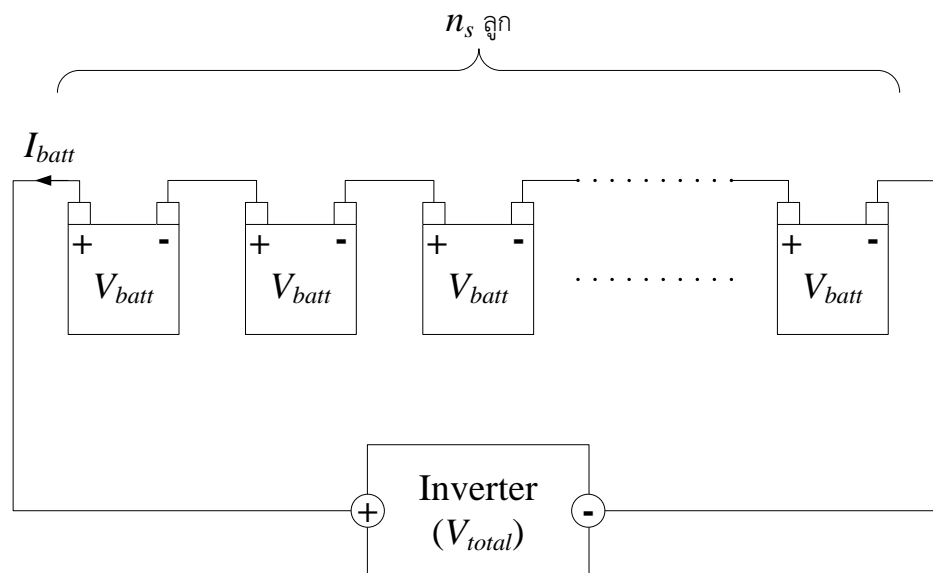 n_s ลูก
I_batt
+ - + - + - + -
V_batt V_batt V_batt V_batt
Inverter
+ (V_total) -